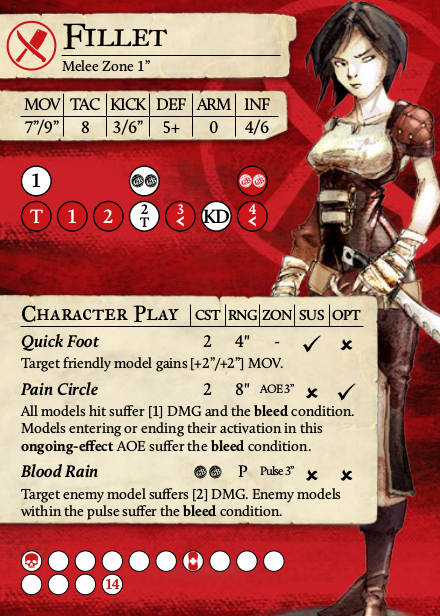 Fillet
Melee Zone 1”
MOV TAC KICK DEF ARM INF
7”/9” 8 3/6” 5+ 0 4/6
1
T 1 2 2 T 3 < KD 4 <
Character Play CST RNG ZON SUS OPT
Quick Foot 2 4" - ✓ ×
Target friendly model gains [+2”/+2”] MOV.
Pain Circle 2 8" AOE 3” × ✓
All models hit suffer [1] DMG and the bleed condition.
Models entering or ending their activation in this
ongoing-effect AOE suffer the bleed condition.
Blood Rain P Pulse 3” × ×
Target enemy model suffers [2] DMG. Enemy models
within the pulse suffer the bleed condition.
14